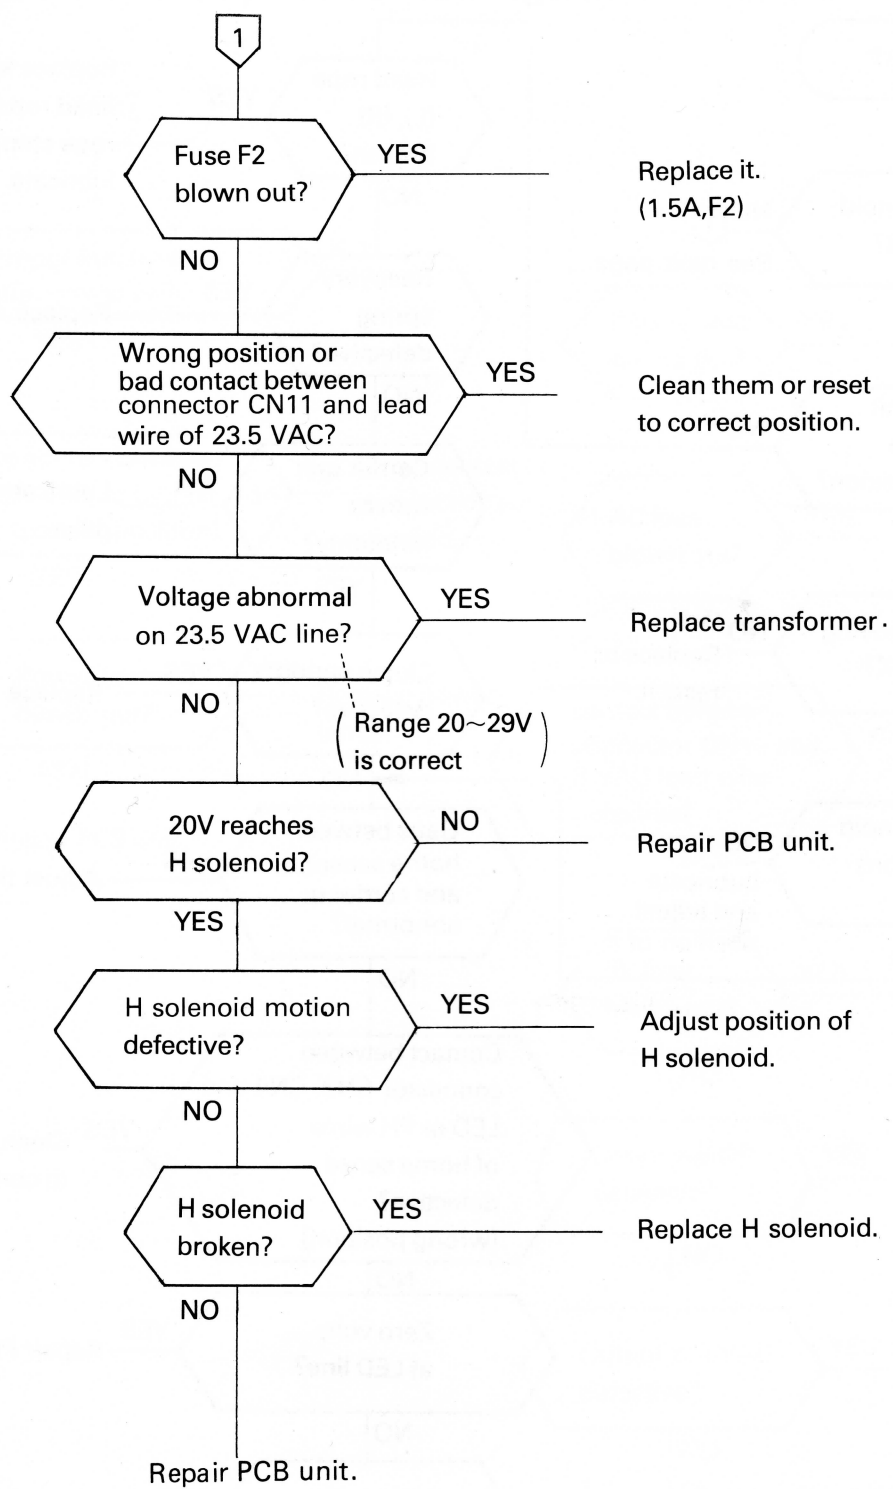 1
Fuse F2
blown out?
YES
Replace it.
(1.5A,F2)
NO
Wrong position or
bad contact between
connector CN11 and lead
wire of 23.5 VAC?
YES
Clean them or reset
to correct position.
NO
Voltage abnormal
on 23.5 VAC line?
YES
Replace transformer.
NO
(Range 20~29V
is correct)
20V reaches
H solenoid?
NO
Repair PCB unit.
YES
H solenoid motion
defective?
YES
Adjust position of
H solenoid.
NO
H solenoid
broken?
YES
Replace H solenoid.
NO
Repair PCB unit.